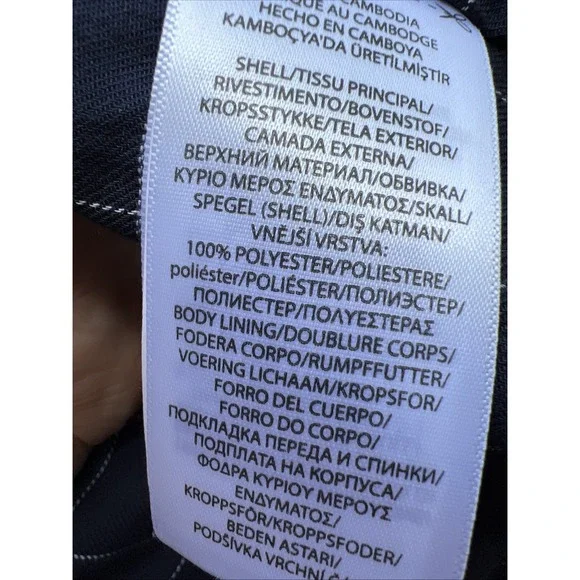 CAMBODIA
QUE AU CAMBODGE
HECHO EN CAMBOYA
KAMBOÇYA'DA ÜRETİLMİŞTİR
SHELL/TISSU PRINCIPAL/
RIVESTIMENTO/BOVENSTOF/
KROPSSTYKKE/TELA EXTERIOR/
CAMADA EXTERNA/
ВЕРХНИЙ МАТЕРИАЛ/ОБВИВКА/
ΚΥΡΙΟ ΜΕΡΟΣ ΕΝΔΥΜΑΤΟΣ/SKALL/
SPEGEL (SHELL)/DIŞ KATMAN/
VNĚJŠÍ VRSTVA:
100% POLYESTER/POLIESTERE/
poliéster/POLIÉSTER/ПОЛИЭСТЕР/
ПОЛИЕСТЕР/ΠΟΛΥΕΣΤΕΡΑΣ
BODY LINING/DOUBLURE CORPS/
FODERA CORPO/RUMPFFUTTER/
VOERING LICHAAM/KROPSFOR/
FORRO DEL CUERPO/
FORRO DO CORPO/
ПОДКЛАДКА ПЕРЕДА И СПИНКИ/
ПОДПЛАТА НА КОРПУСА/
ΦΟΔΡΑ ΚΥΡΙΟΥ ΜΕΡΟΥΣ
ΕΝΔΥΜΑΤΟΣ/
KROPPSFÔR/KROPPSFODER/
BEDEN ASTARI/
PODŠÍVKA VRCHNÍ